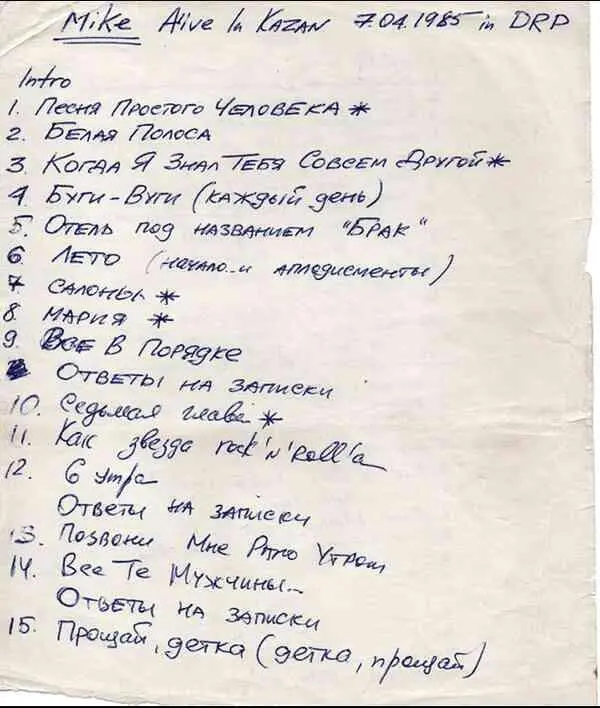 Mike Alive In KAZAN 7.04.1985 in DRP
Intro
1. Песня Простого Человека *
2. Белая Полоса
3. Когда Я Знал Тебя Совсем Другой *
4 Буги-Вуги (каждый день)
5. Отель под названием "Брак"
6 Лето (начало..и апплодисменты)
7 Салоны *
8. Мария *
9. Все В Порядке
Ответы на записки
10. Седьмая глава *
11. Как звезда rock'n'Roll'а
12. 6 утра
Ответы на записки
13. Позвони Мне Рано Утром
14. Все Те Мужчины...
Ответы на записки
15. Прощай, детка (детка, прощай)